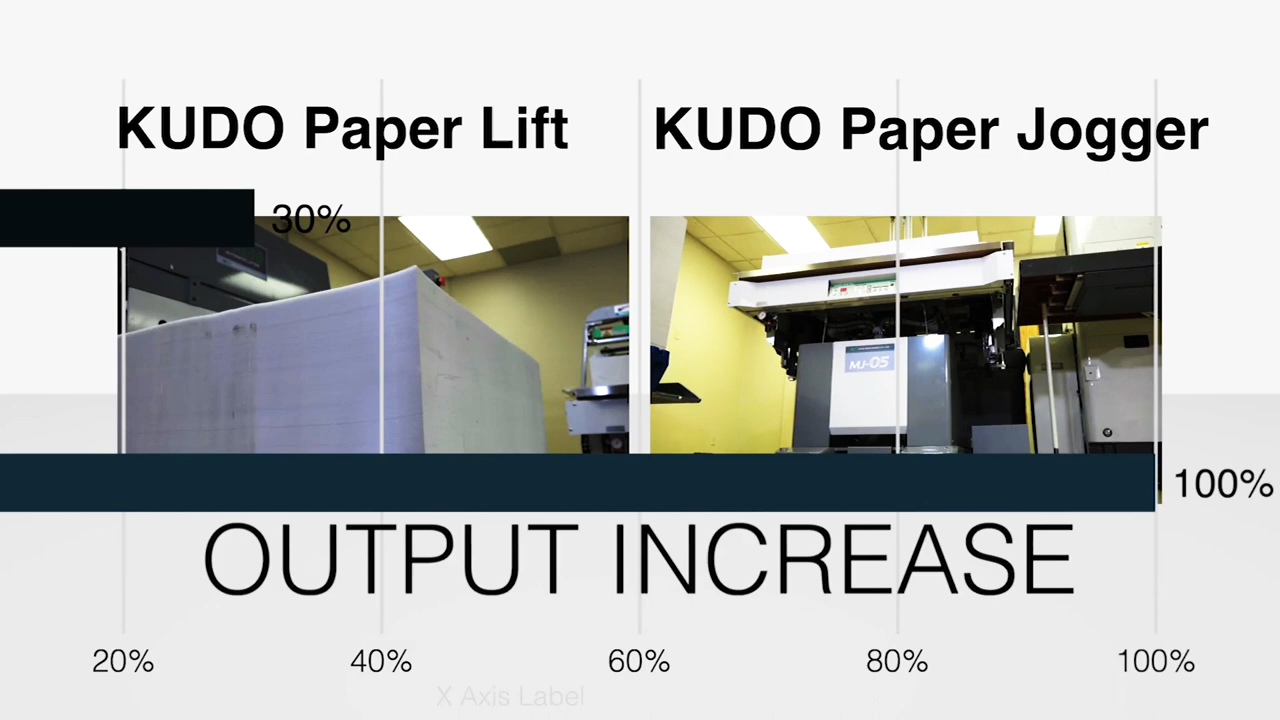 KUDO Paper Lift
KUDO Paper Jogger
30%
MJ-05
100%
OUTPUT INCREASE
20%
40%
60%
80%
100%
X Axis Label